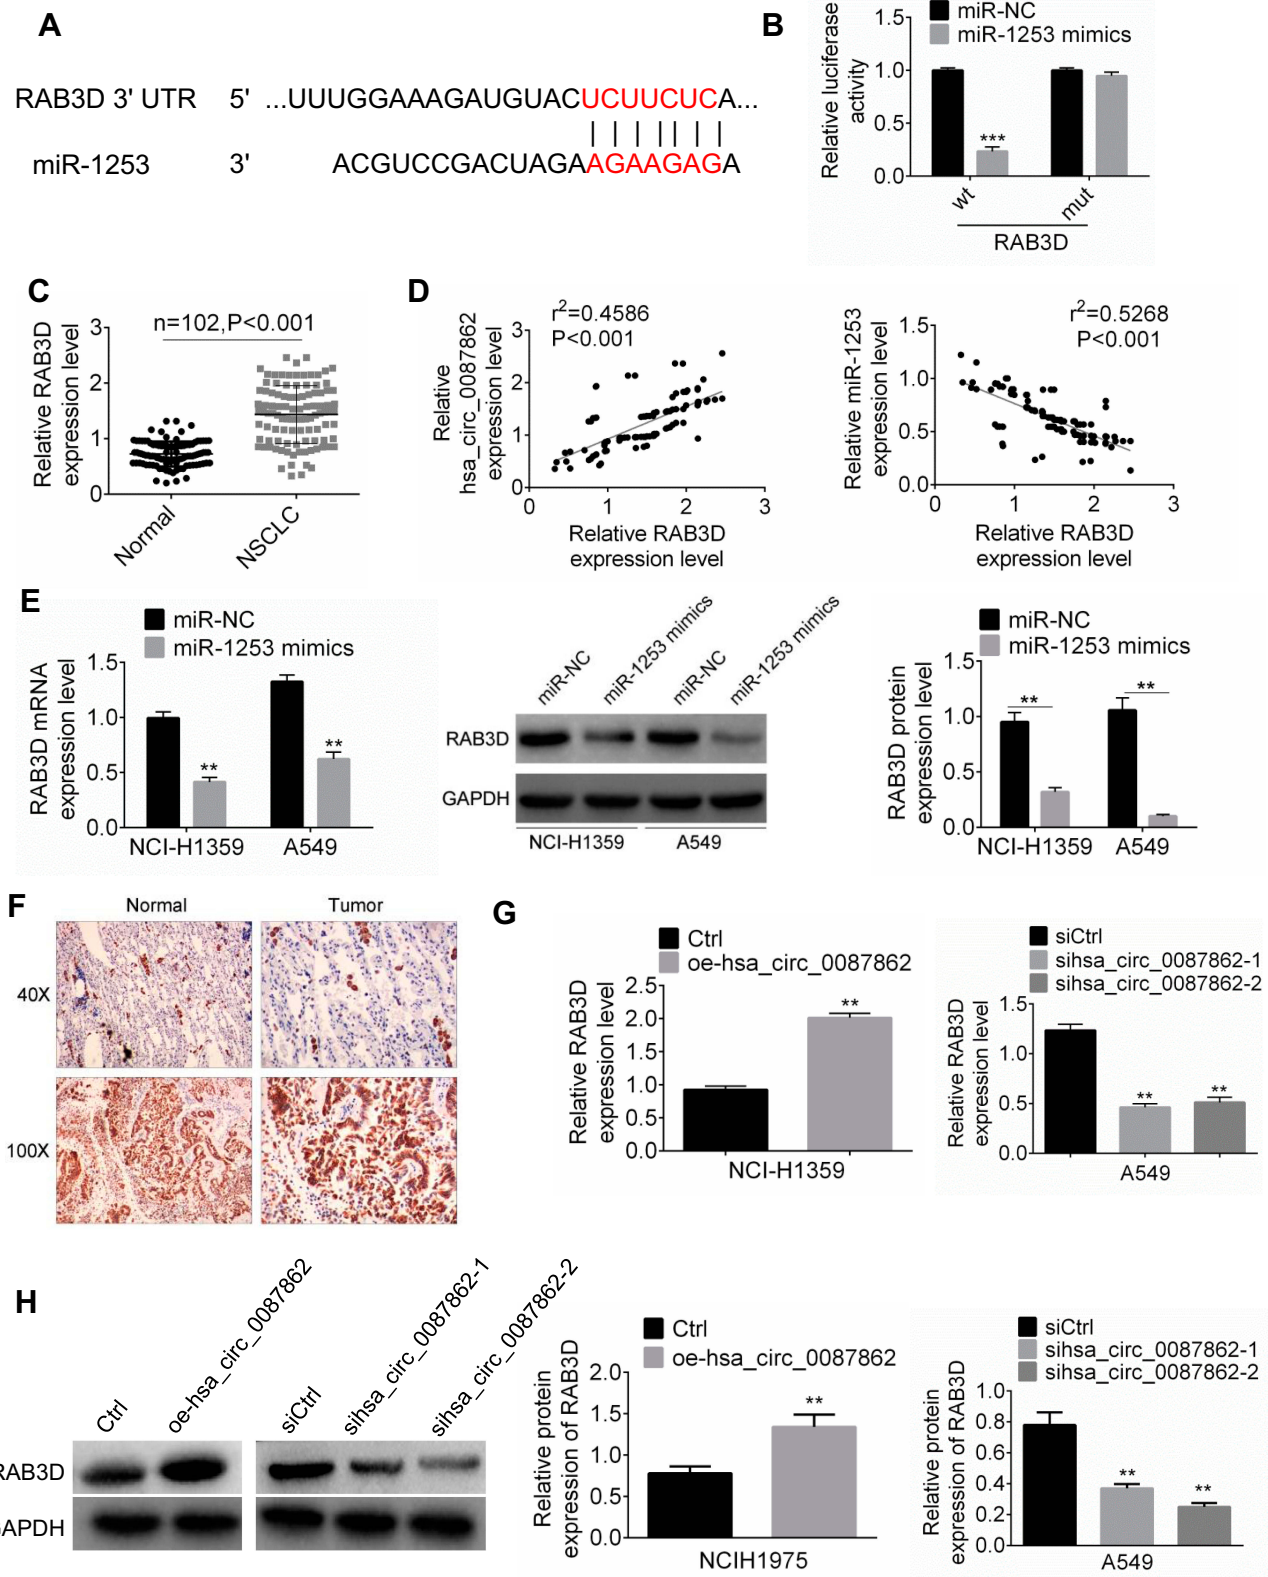 A
RAB3D 3' UTR 5' ...UUUGGAAAGAUGUACUCUUCUCA...
miR-1253 3' ACGUCCGACUAGAAGAAGAGA
B
miR-NC
miR-1253 mimics
Relative luciferase
activity
1.5
1.0
0.5
0.0
***
wt
mut
RAB3D
C
n=102,P<0.001
Relative RAB3D
expression level
3
2
1
0
Normal
NSCLC
D
r²=0.4586
P<0.001
Relative
hsa_circ_0087862
expression level
3
2
1
0
0 1 2 3
Relative RAB3D
expression level
r²=0.5268
P<0.001
Relative miR-1253
expression level
1.5
1.0
0.5
0.0
0 1 2 3
Relative RAB3D
expression level
E
miR-NC
miR-1253 mimics
RAB3D mRNA
expression level
1.5
1.0
0.5
0.0
**
**
NCI-H1359 A549
miR-NC
miR-1253 mimics
miR-NC
miR-1253 mimics
RAB3D
GAPDH
NCI-H1359 A549
miR-NC
miR-1253 mimics
RAB3D protein
expression level
1.5
1.0
0.5
0.0
**
**
NCI-H1359 A549
F
Normal Tumor
40X
100X
G
Ctrl
oe-hsa_circ_0087862
Relative RAB3D
expression level
2.5
2.0
1.5
1.0
0.5
0.0
**
NCI-H1359
siCtrl
sihsa_circ_0087862-1
sihsa_circ_0087862-2
Relative RAB3D
expression level
1.5
1.0
0.5
0.0
**
**
A549
H
Ctrl
oe-hsa_circ_0087862
siCtrl
sihsa_circ_0087862-1
sihsa_circ_0087862-2
RAB3D
GAPDH
Ctrl
oe-hsa_circ_0087862
Relative protein
expression of RAB3D
2.0
1.5
1.0
0.5
0.0
**
NCIH1975
siCtrl
sihsa_circ_0087862-1
sihsa_circ_0087862-2
Relative protein
expression of RAB3D
1.0
0.8
0.6
0.4
0.2
0.0
**
**
A549